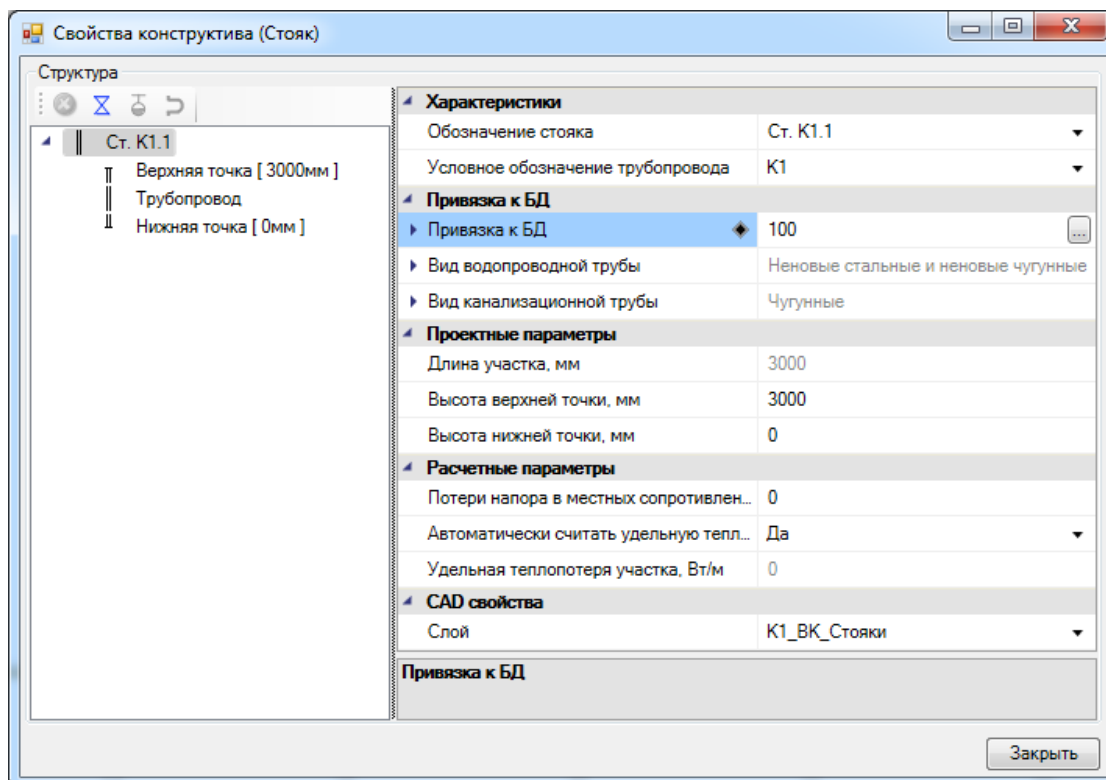 Свойства конструктива (Стояк)
Структура
Ст. К1.1
Верхняя точка [ 3000мм ]
Трубопровод
Нижняя точка [ 0мм ]
Характеристики
Обозначение стояка Ст. К1.1
Условное обозначение трубопровода К1
Привязка к БД
Привязка к БД 100 ...
Вид водопроводной трубы Неновые стальные и неновые чугунные
Вид канализационной трубы Чугунные
Проектные параметры
Длина участка, мм 3000
Высота верхней точки, мм 3000
Высота нижней точки, мм 0
Расчетные параметры
Потери напора в местных сопротивлен... 0
Автоматически считать удельную тепл... Да
Удельная теплопотеря участка, Вт/м 0
CAD свойства
Слой К1_ВК_Стояки
Привязка к БД
Закрыть